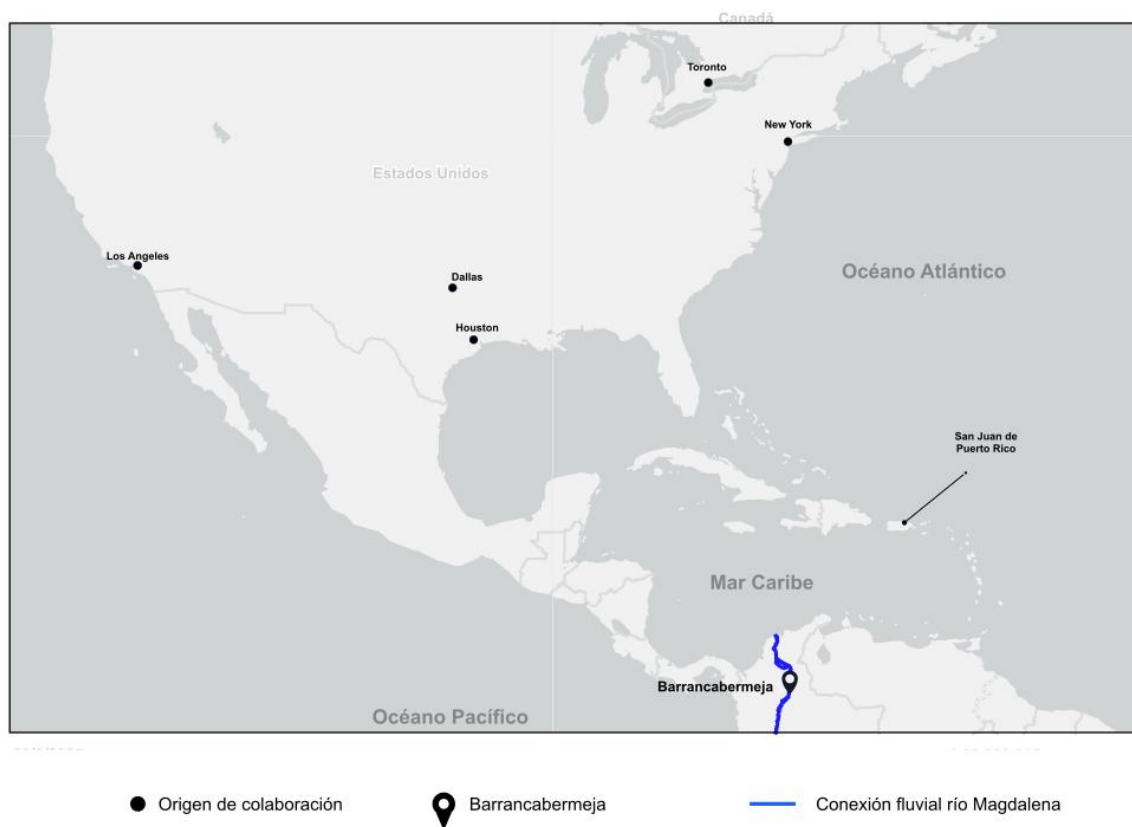 Canadá
Toronto
New York
Estados Unidos
Los Angeles
Dallas
Océano Atlántico
Houston
San Juan de
Puerto Rico
Mar Caribe
Barrancabermeja
Océano Pacífico
Origen de colaboración
Barrancabermeja
Conexión fluvial río Magdalena